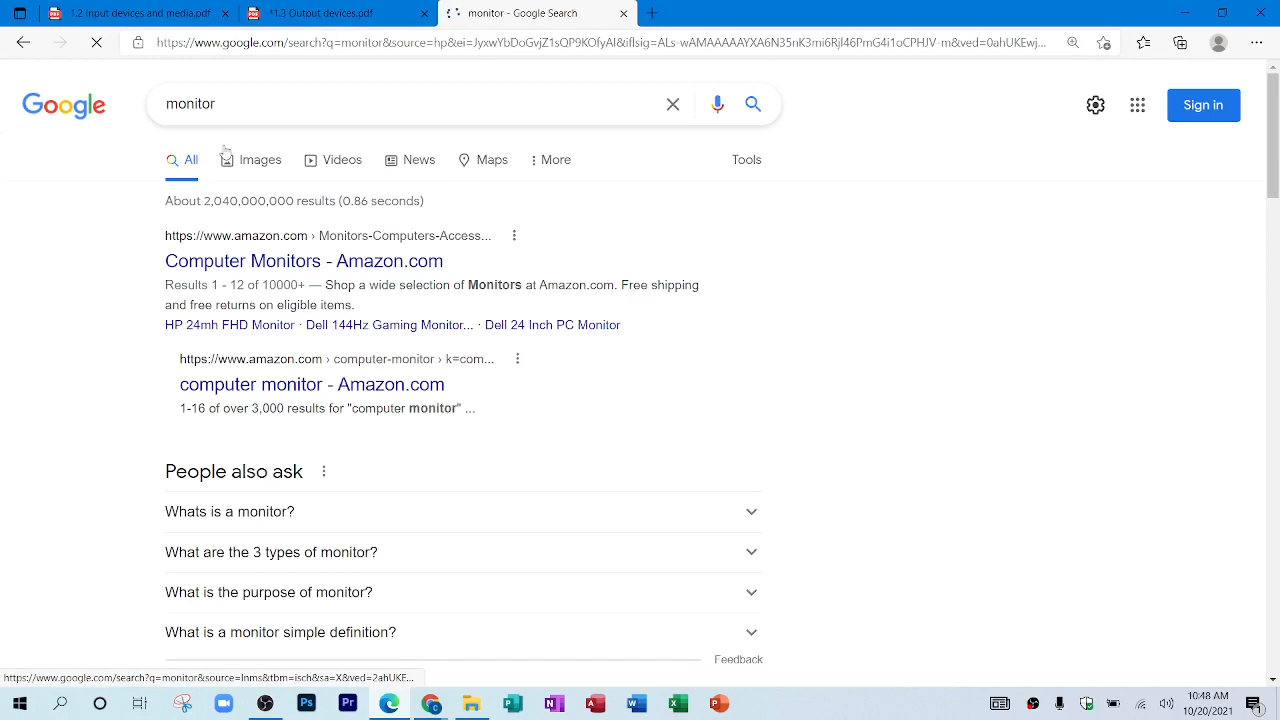 1.2 Input devices and media.pdf
*1.3 Output devices.pdf
monitor - Google Search
https://www.google.com/search?q=monitor&source=hp&ei=JyxwYbDoGvjZ1sQP9KOfyAI&iflsig=ALs-wAMAAAAAYXA6N35nK3mi6Rjl46PmG4i1oCPHJV-m&ved=0ahUKEwj...
Google
monitor
Sign in
All
Images
Videos
News
Maps
More
Tools
About 2,040,000,000 results (0.86 seconds)
https://www.amazon.com › Monitors-Computers-Access...
Computer Monitors - Amazon.com
Results 1 - 12 of 10000+ — Shop a wide selection of Monitors at Amazon.com. Free shipping
and free returns on eligible items.
HP 24mh FHD Monitor · Dell 144Hz Gaming Monitor... · Dell 24 Inch PC Monitor
https://www.amazon.com › computer-monitor › k=com...
computer monitor - Amazon.com
1-16 of over 3,000 results for "computer monitor" ...
People also ask
Whats is a monitor?
What are the 3 types of monitor?
What is the purpose of monitor?
What is a monitor simple definition?
Feedback
https://www.google.com/search?q=monitor&source=lnms&tbm=isch&sa=X&ved=2ahUKE...
10:48 AM
10/20/2021